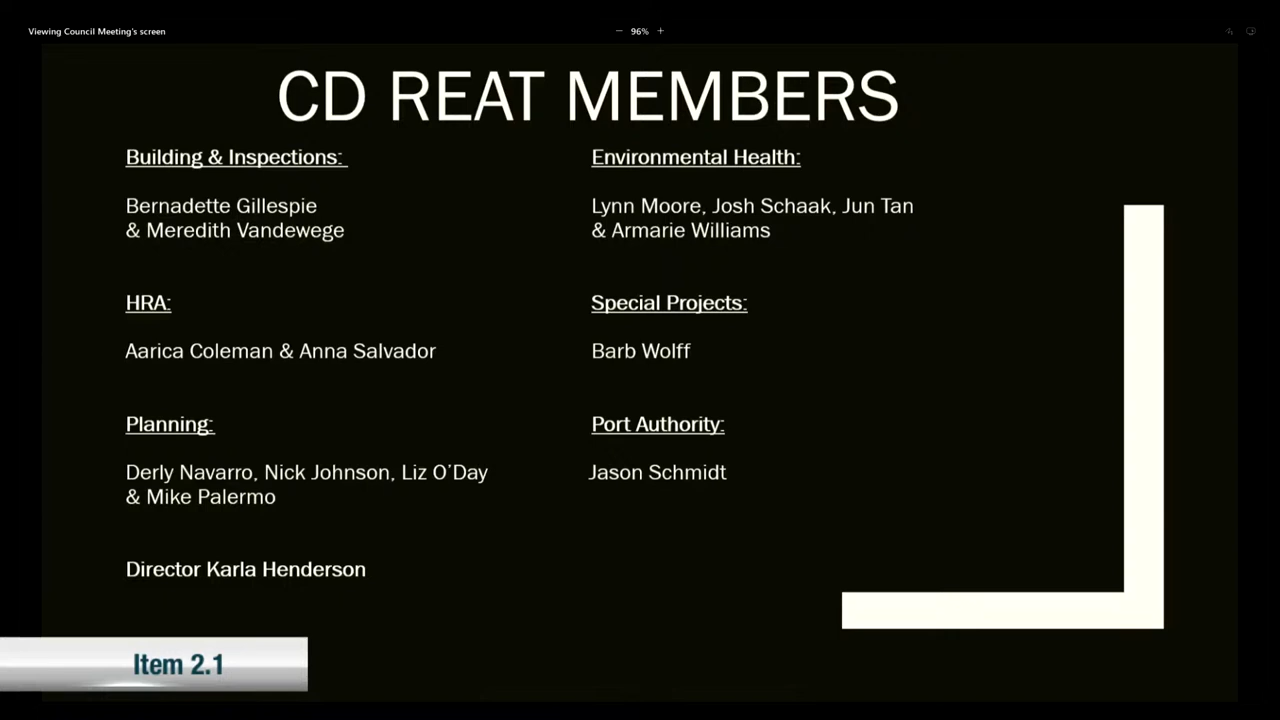 Viewing Council Meeting's screen
− 96% +
CD REAT MEMBERS
Building & Inspections:
Bernadette Gillespie
& Meredith Vandewege
HRA:
Aarica Coleman & Anna Salvador
Planning:
Derly Navarro, Nick Johnson, Liz O'Day
& Mike Palermo
Director Karla Henderson
Environmental Health:
Lynn Moore, Josh Schaak, Jun Tan
& Armarie Williams
Special Projects:
Barb Wolff
Port Authority:
Jason Schmidt
Item 2.1